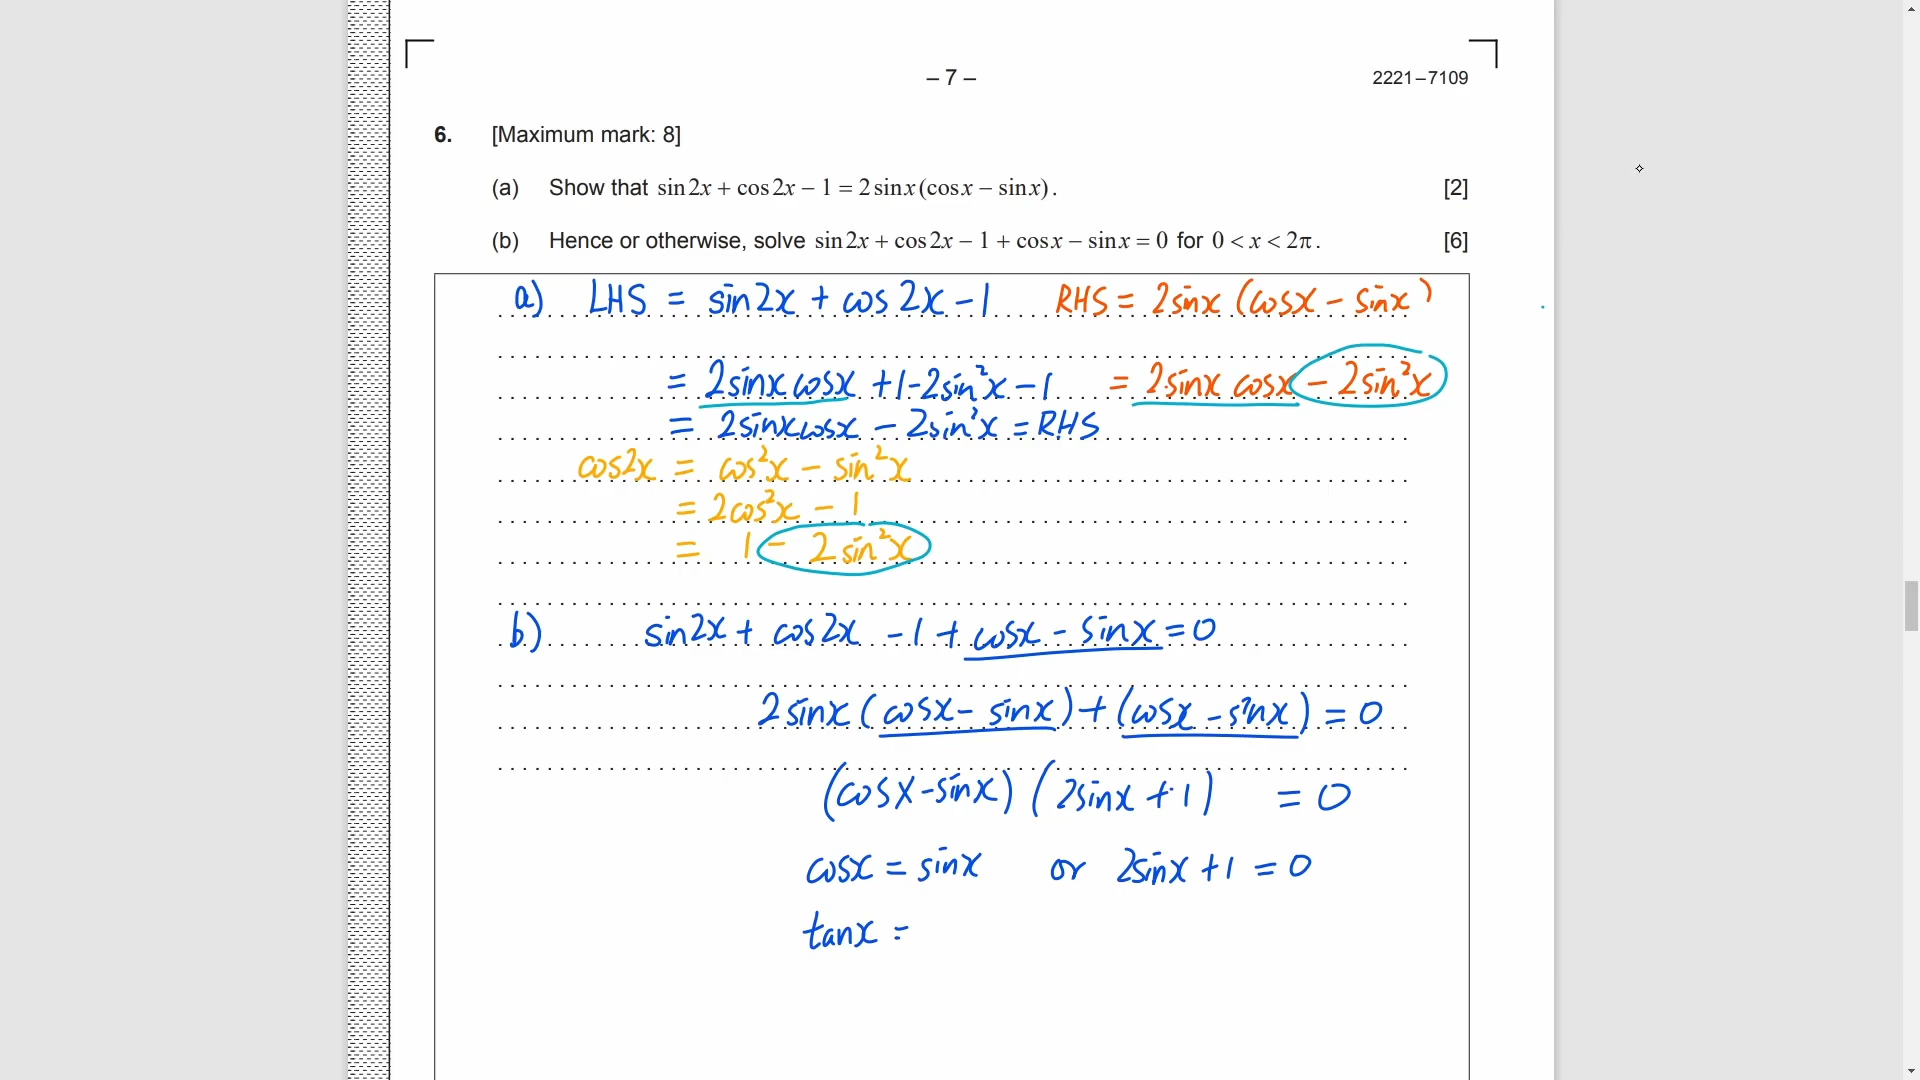 – 7 –
2221 – 7109
6. [Maximum mark: 8]
(a) Show that sin 2x + cos 2x − 1 = 2 sin x (cos x − sin x) . [2]
(b) Hence or otherwise, solve sin 2x + cos 2x − 1 + cos x − sin x = 0 for 0 < x < 2π . [6]
a) LHS = sin2x + cos 2x − 1 RHS = 2sinx (cosx − sinx)
= 2sinx cosx + 1 − 2sin²x − 1 = 2sinx cosx − 2sin²x
= 2sinxcosx − 2sin²x = RHS
cos2x = cos²x − sin²x
= 2cos²x − 1
= 1 − 2 sin²x
b) sin2x + cos2x − 1 + cosx − sinx = 0
2sinx (cosx − sinx) + (cosx − sinx) = 0
(cosx − sinx) (2sinx + 1) = 0
cosx = sinx or 2sinx + 1 = 0
tanx =